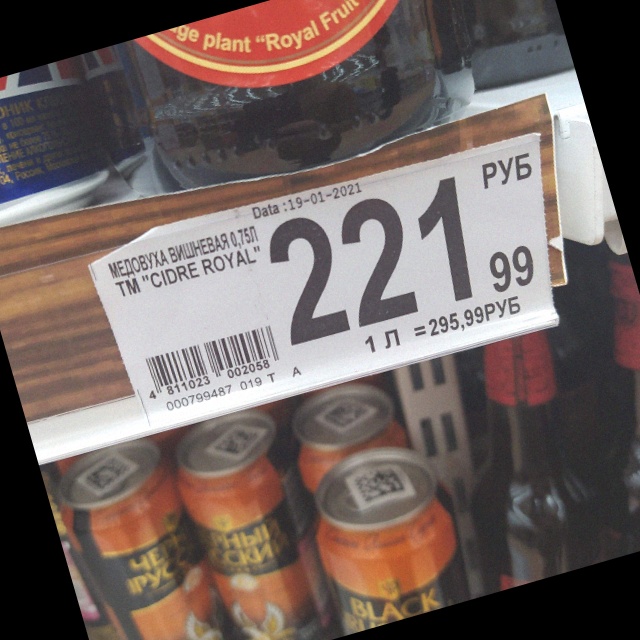 ge plant "Royal Fruit
Data :19-01-2021
МЕДОВУХА ВИШНЕВАЯ 0,75Л
ТМ "CIDRE ROYAL"
221 99
РУБ
1 Л =295,99РУБ
4 811023 002058
000799487 019 Т А
BLACK